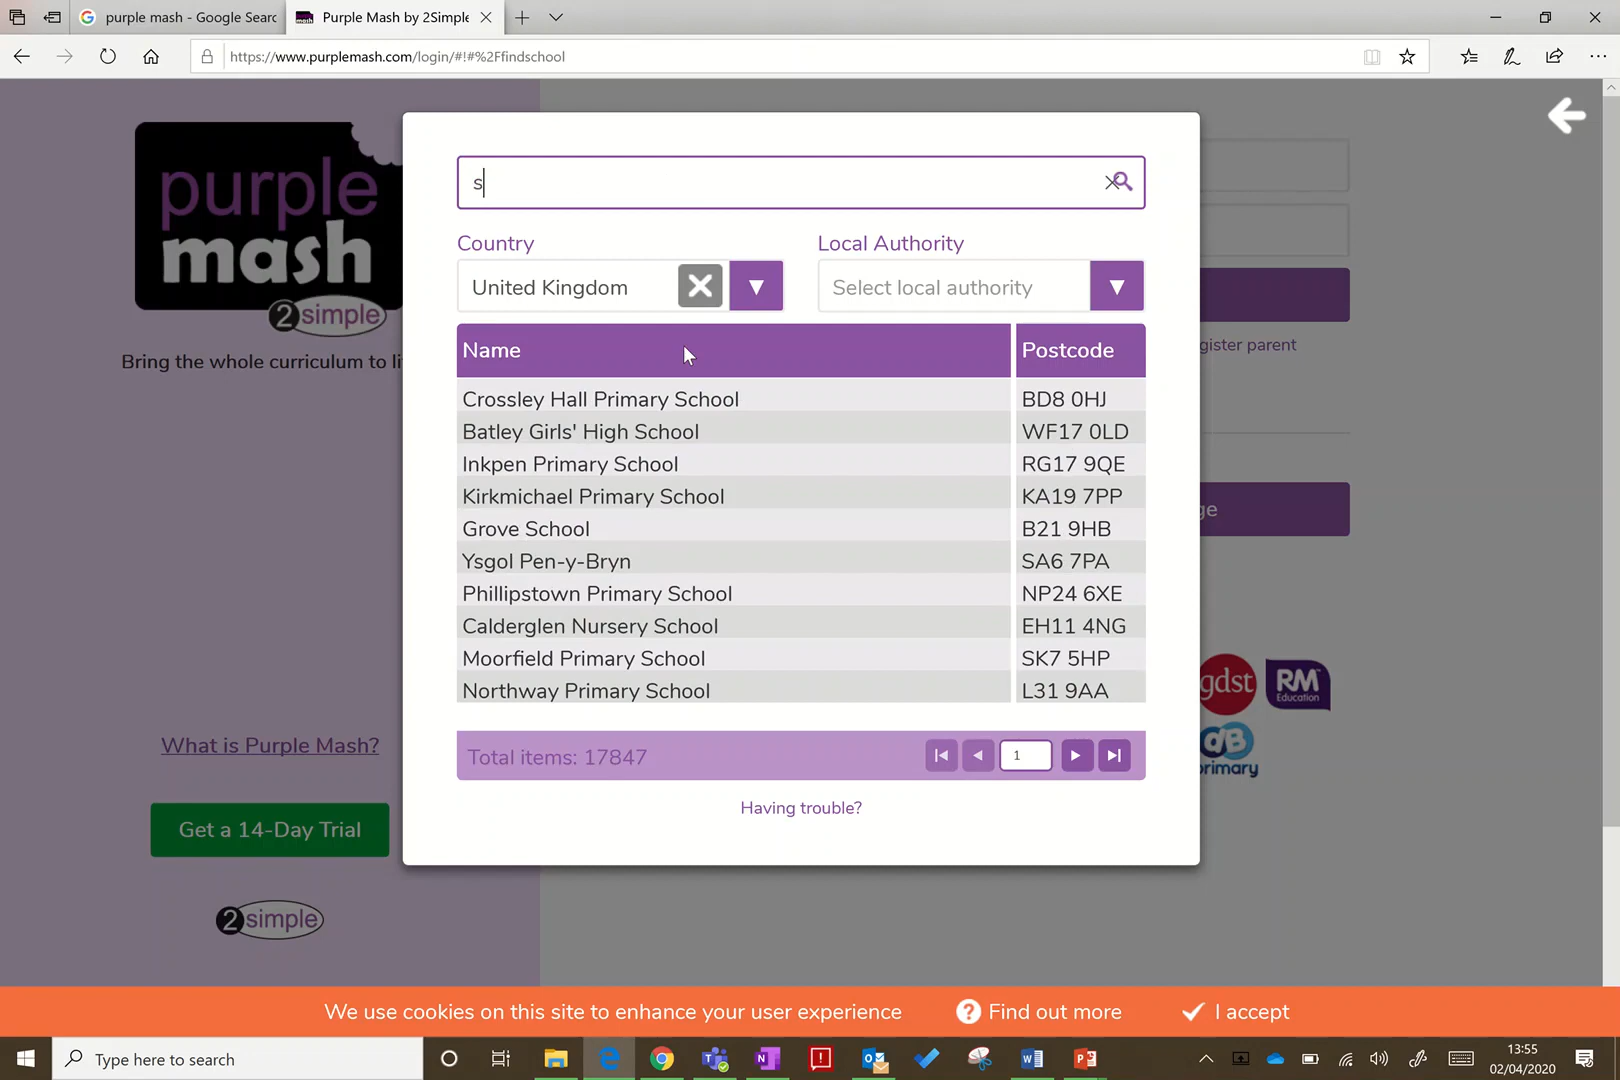 purple mash - Google Searc
Purple Mash by 2Simple
https://www.purplemash.com/login/#!#%2Ffindschool
purple
mash
2simple
Bring the whole curriculum to li
s
Country
Local Authority
United Kingdom
Select local authority
Name
Postcode
Crossley Hall Primary School
BD8 0HJ
Batley Girls' High School
WF17 0LD
Inkpen Primary School
RG17 9QE
Kirkmichael Primary School
KA19 7PP
Grove School
B21 9HB
Ysgol Pen-y-Bryn
SA6 7PA
Phillipstown Primary School
NP24 6XE
Calderglen Nursery School
EH11 4NG
Moorfield Primary School
SK7 5HP
Northway Primary School
L31 9AA
Total items: 17847
1
Having trouble?
gister parent
ge
gdst
RM
Education
db
primary
What is Purple Mash?
Get a 14-Day Trial
2simple
We use cookies on this site to enhance your user experience
? Find out more
I accept
Type here to search
13:55
02/04/2020